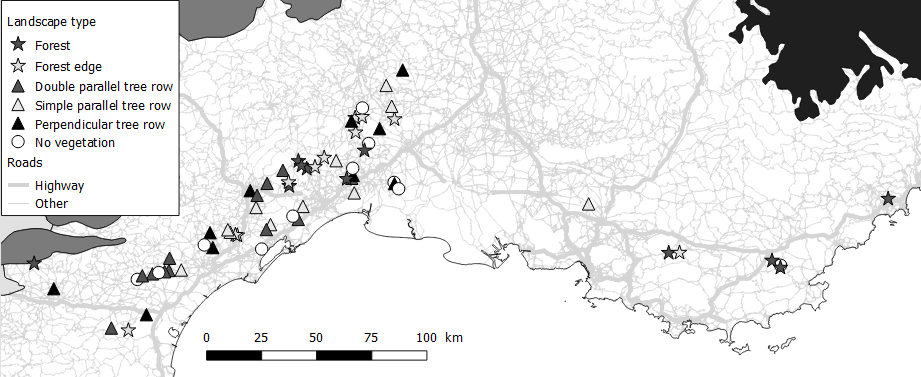 Landscape type
Forest
Forest edge
Double parallel tree row
Simple parallel tree row
Perpendicular tree row
No vegetation
Roads
Highway
Other
0 25 50 75 100 km